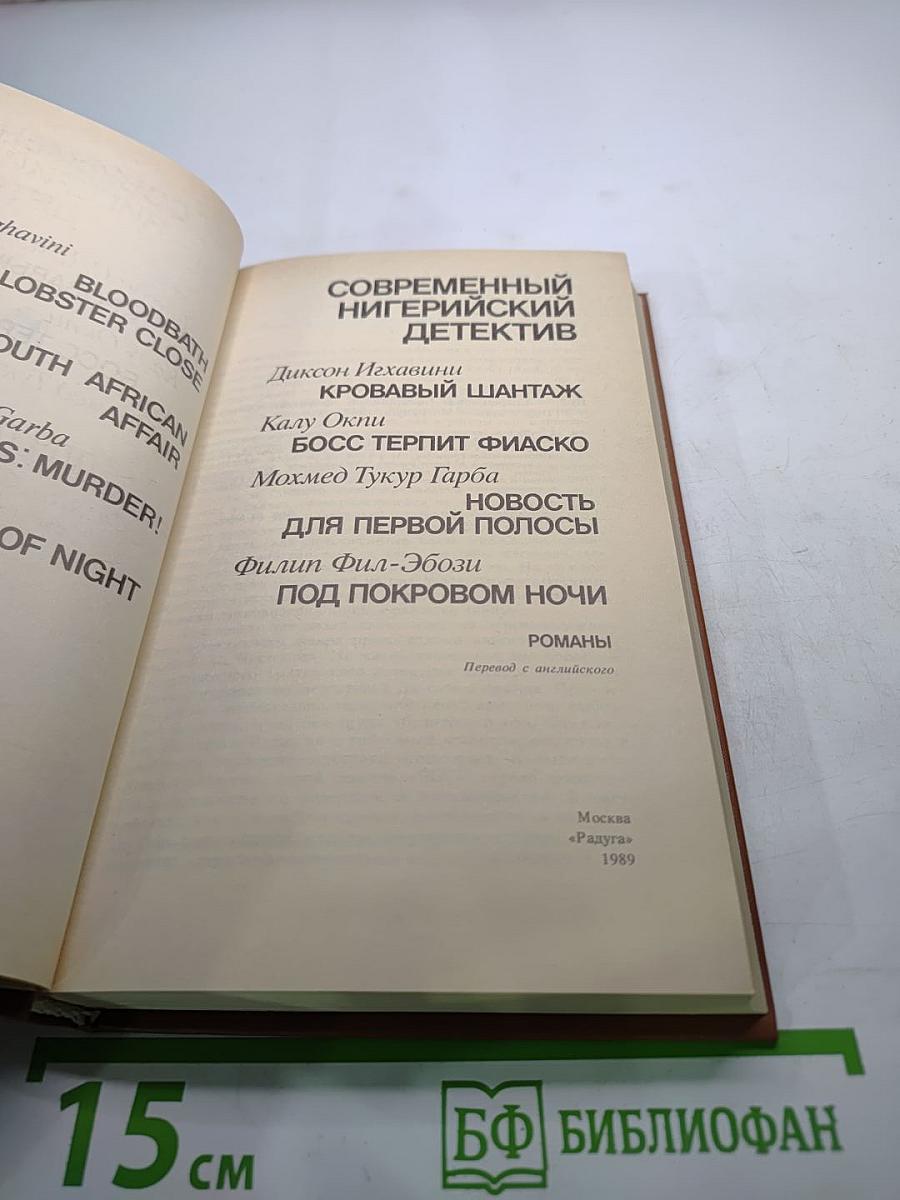 BLOODBATH
LOBSTER CLOSE
AFRICAN
AFFAIR
Garba
MURDER!
OF NIGHT
СОВРЕМЕННЫЙ
НИГЕРИЙСКИЙ
ДЕТЕКТИВ
Диксон Игхавини
КРОВАВЫЙ ШАНТАЖ
Калу Окпи
БОСС ТЕРПИТ ФИАСКО
Мохмед Тукур Гарба
НОВОСТЬ
ДЛЯ ПЕРВОЙ ПОЛОСЫ
Филип Фил-Эбози
ПОД ПОКРОВОМ НОЧИ
РОМАНЫ
Перевод с английского
Москва
«Радуга»
1989
15 см
БФ БИБЛИОФАН